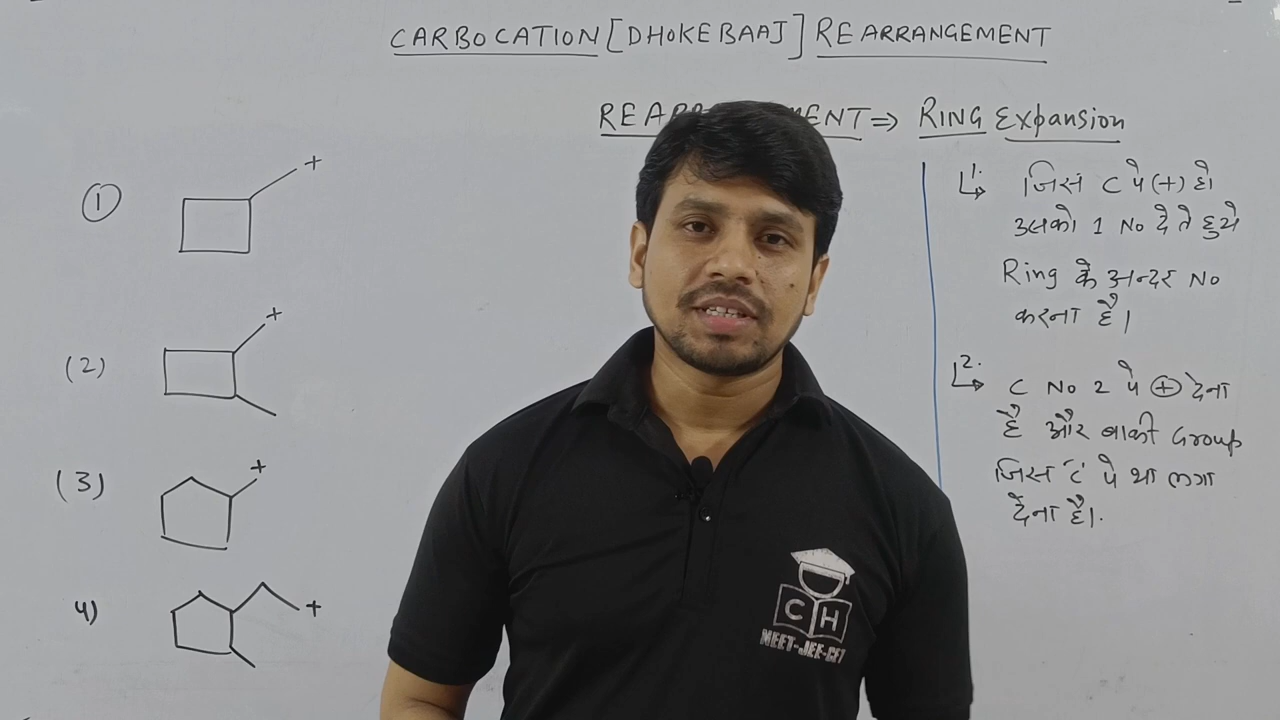 CARBOCATION [DHOKEBAAJ] REARRANGEMENT
⇒ RING Expansion
① +
(2) +
(3) +
4) +
1. जिस C पे (+) हो
उसको 1 No देते हुये
Ring के अन्दर No
करना है।
2. C No 2 पे ⊕ देना
है और बाकी Group
जिस 'C' पे था लगा
देना है।.
C H
NEET-JEE-CET